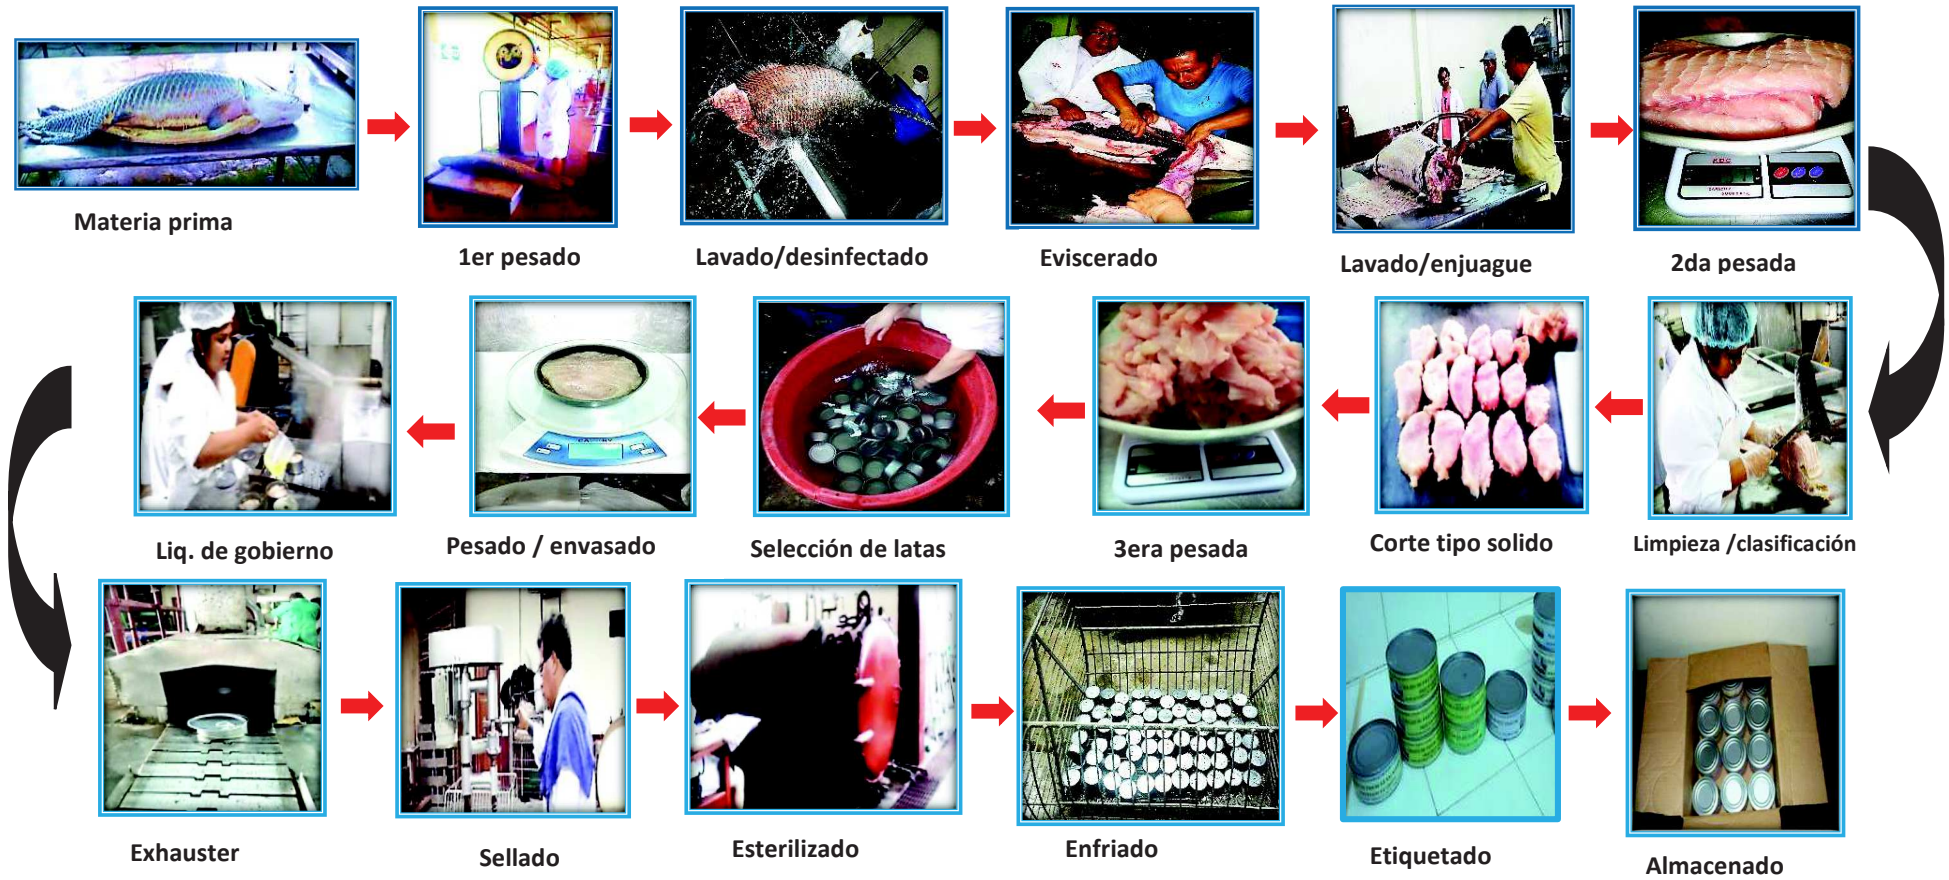 Materia prima
1er pesado
Lavado/desinfectado
Eviscerado
Lavado/enjuague
2da pesada
Liq. de gobierno
Pesado / envasado
Selección de latas
3era pesada
Corte tipo solido
Limpieza /clasificación
Exhauster
Sellado
Esterilizado
Enfriado
Etiquetado
Almacenado